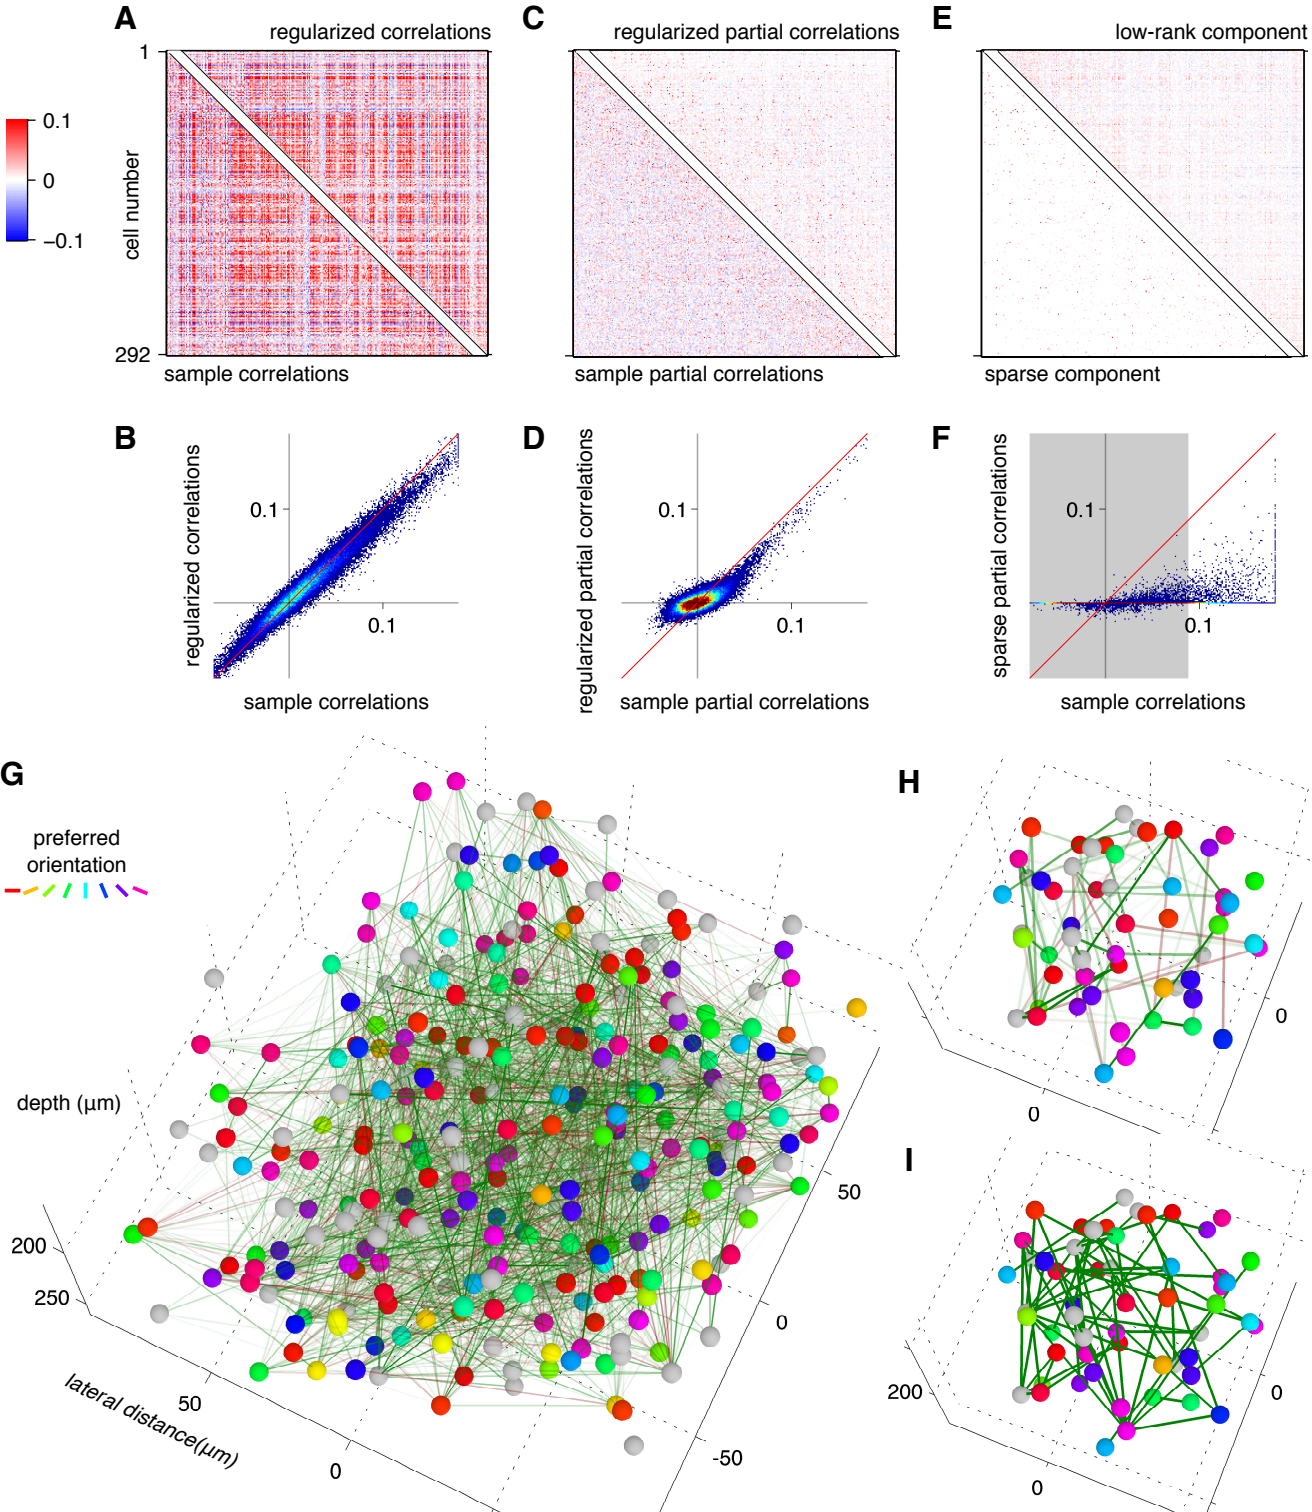 A
regularized correlations
1
0.1
0
−0.1
cell number
292
sample correlations
C
regularized partial correlations
sample partial correlations
E
low-rank component
sparse component
B
regularized correlations
0.1
0.1
sample correlations
D
regularized partial correlations
0.1
sample partial correlations
F
sparse partial correlations
0.1
0.1
sample correlations
G
preferred
orientation
depth (μm)
200
250
lateral distance(μm)
50
0
50
0
-50
H
0
0
I
200
0
0